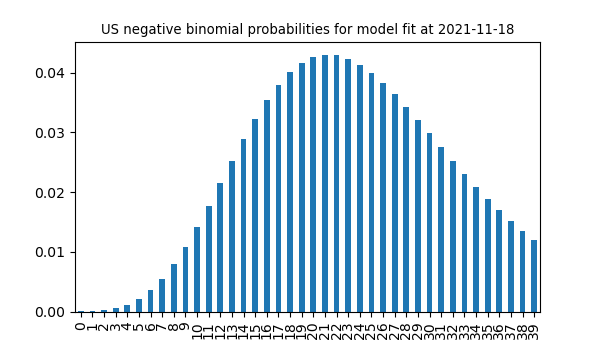 US negative binomial probabilities for model fit at 2021-11-18
0.04
0.03
0.02
0.01
0.00
0 1 2 3 4 5 6 7 8 9 10 11 12 13 14 15 16 17 18 19 20 21 22 23 24 25 26 27 28 29 30 31 32 33 34 35 36 37 38 39